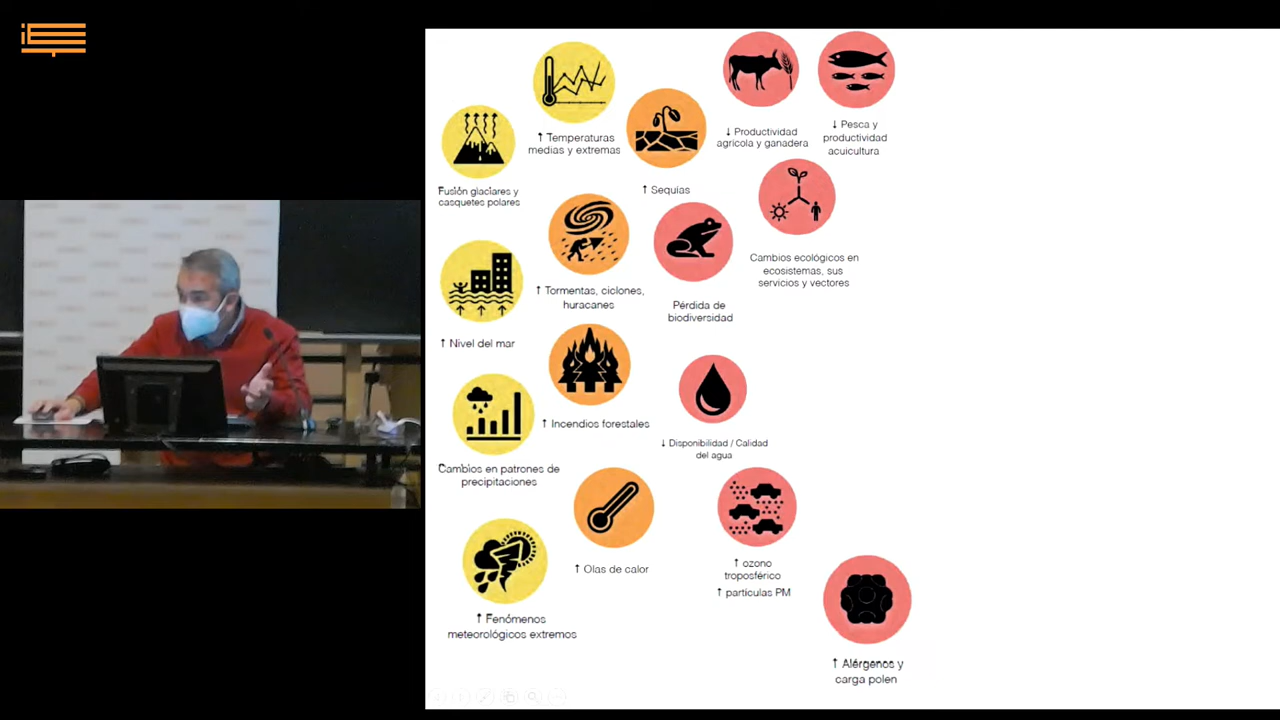 ↑ Temperaturas
medias y extremas
Fusión glaciares y
casquetes polares
↑ Sequías
↓ Productividad
agrícola y ganadera
↓ Pesca y
productividad
acuicultura
↑ Tormentas, ciclones,
huracanes
Pérdida de
biodiversidad
Cambios ecológicos en
ecosistemas, sus
servicios y vectores
↑ Nivel del mar
↑ Incendios forestales
↓ Disponibilidad / Calidad
del agua
Cambios en patrones de
precipitaciones
↑ Olas de calor
↑ ozono
troposférico
↑ partículas PM
↑ Fenómenos
meteorológicos extremos
↑ Alérgenos y
carga polen